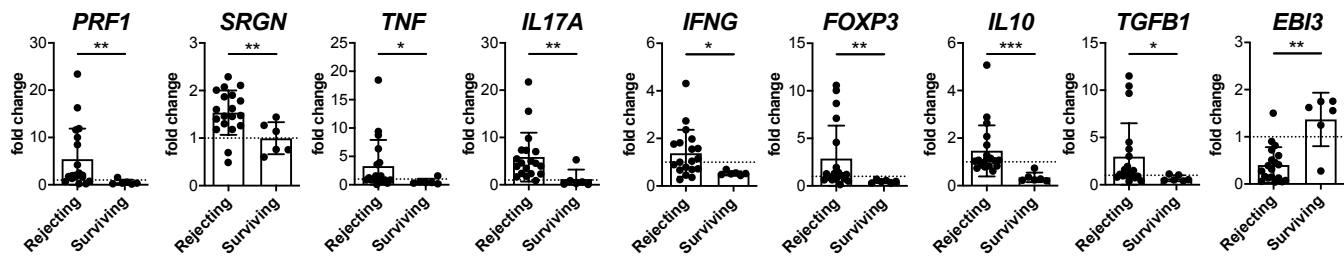 PRF1 SRGN TNF IL17A IFNG FOXP3 IL10 TGFB1 EBI3
** ** * ** * ** *** * **
fold change
30
20
10
0
Rejecting Surviving
fold change
3
2
1
0
Rejecting Surviving
fold change
25
20
15
10
5
0
Rejecting Surviving
fold change
30
20
10
0
Rejecting Surviving
fold change
6
4
2
0
Rejecting Surviving
fold change
15
10
5
0
Rejecting Surviving
fold change
6
4
2
0
Rejecting Surviving
fold change
15
10
5
0
Rejecting Surviving
fold change
3
2
1
0
Rejecting Surviving